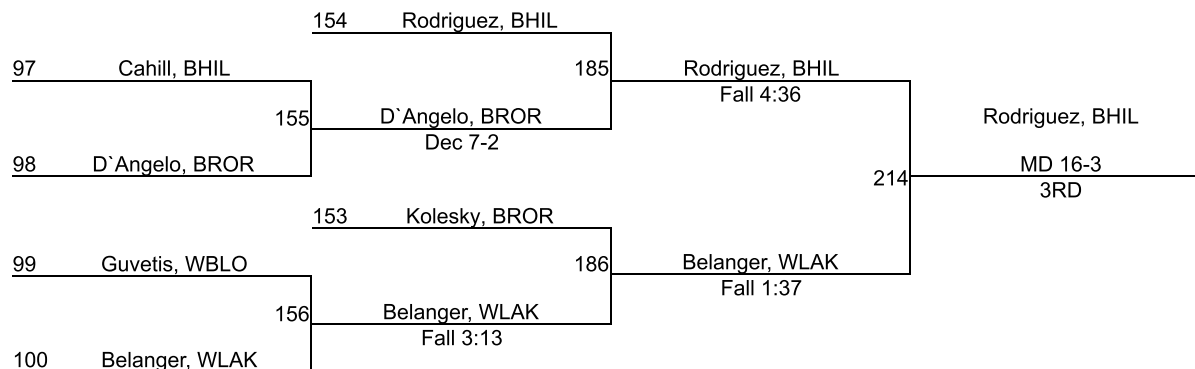 154 Rodriguez, BHIL
97 Cahill, BHIL
185 Rodriguez, BHIL
Fall 4:36
155 D`Angelo, BROR
Dec 7-2
Rodriguez, BHIL
98 D`Angelo, BROR
MD 16-3
214
3RD
153 Kolesky, BROR
99 Guvetis, WBLO
186 Belanger, WLAK
Fall 1:37
156 Belanger, WLAK
Fall 3:13
100 Belanger, WLAK